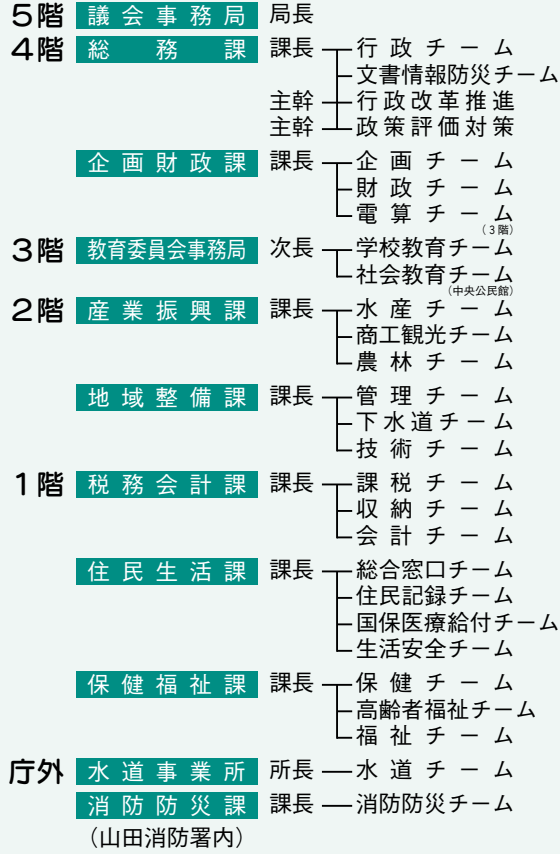 5階 議会事務局 局長
4階 総務課 課長 行政チーム
文書情報防災チーム
主幹 行政改革推進
主幹 政策評価対策
企画財政課 課長 企画チーム
財政チーム
電算チーム
(3階)
3階 教育委員会事務局 次長 学校教育チーム
社会教育チーム
(中央公民館)
2階 産業振興課 課長 水産チーム
商工観光チーム
農林チーム
地域整備課 課長 管理チーム
下水道チーム
技術チーム
1階 税務会計課 課長 課税チーム
収納チーム
会計チーム
住民生活課 課長 総合窓口チーム
住民記録チーム
国保医療給付チーム
生活安全チーム
保健福祉課 課長 保健チーム
高齢者福祉チーム
福祉チーム
庁外 水道事業所 所長 水道チーム
消防防災課 課長 消防防災チーム
(山田消防署内)